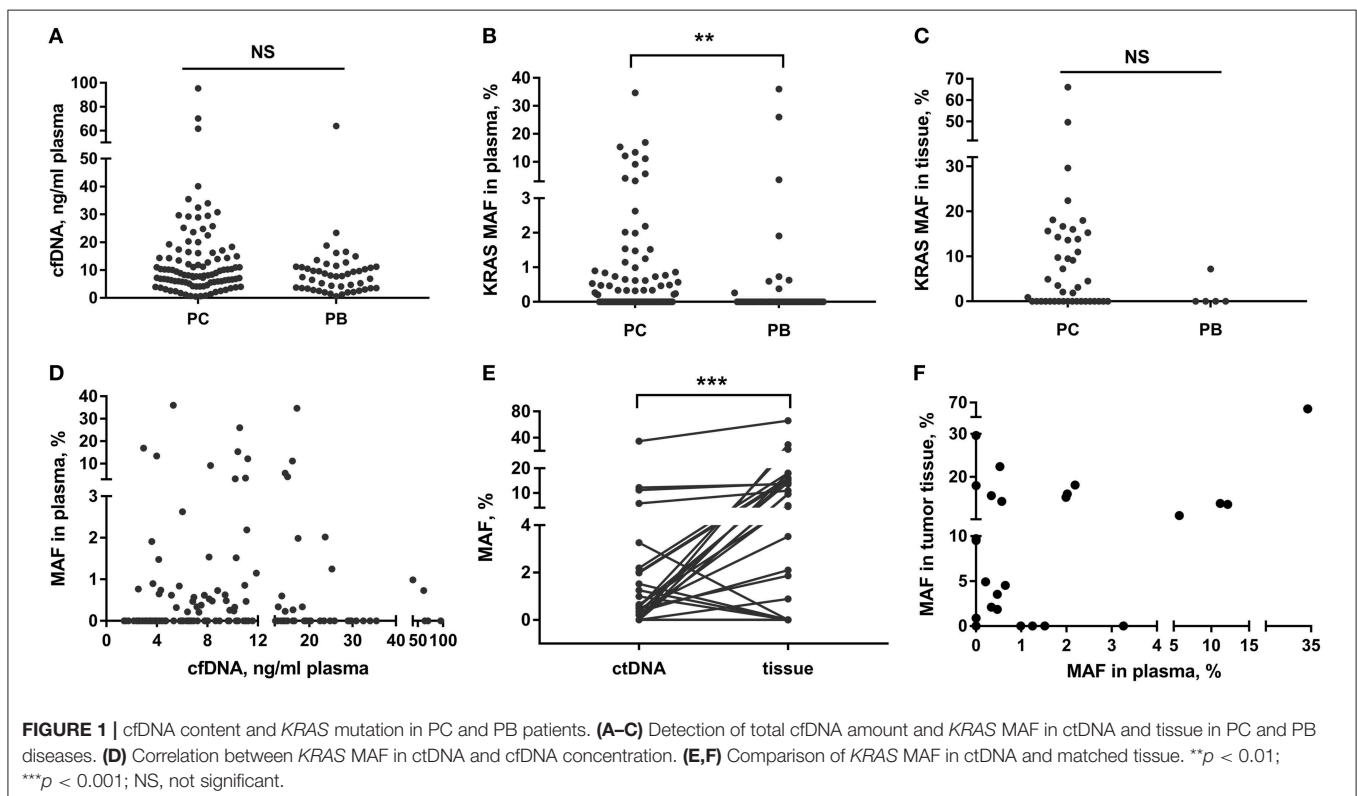 A
NS
cfDNA, ng/ml plasma
100
80
60
50
40
30
20
10
0
PC
PB
B
**
KRAS MAF in plasma, %
40
30
20
10
3
2
1
0
PC
PB
C
NS
KRAS MAF in tissue, %
70
60
50
30
20
10
0
PC
PB
D
MAF in plasma, %
40
30
20
10
3
2
1
0
0
4
8
12
20
30
40
50
100
cfDNA, ng/ml plasma
E
***
MAF, %
80
40
20
10
4
2
0
ctDNA
tissue
F
MAF in tumor tissue, %
70
30
20
10
5
0
0
1
2
3
4
5
10
15
35
MAF in plasma, %
FIGURE 1 | cfDNA content and KRAS mutation in PC and PB patients. (A–C) Detection of total cfDNA amount and KRAS MAF in ctDNA and tissue in PC and PB
diseases. (D) Correlation between KRAS MAF in ctDNA and cfDNA concentration. (E,F) Comparison of KRAS MAF in ctDNA and matched tissue. **p < 0.01;
***p < 0.001; NS, not significant.